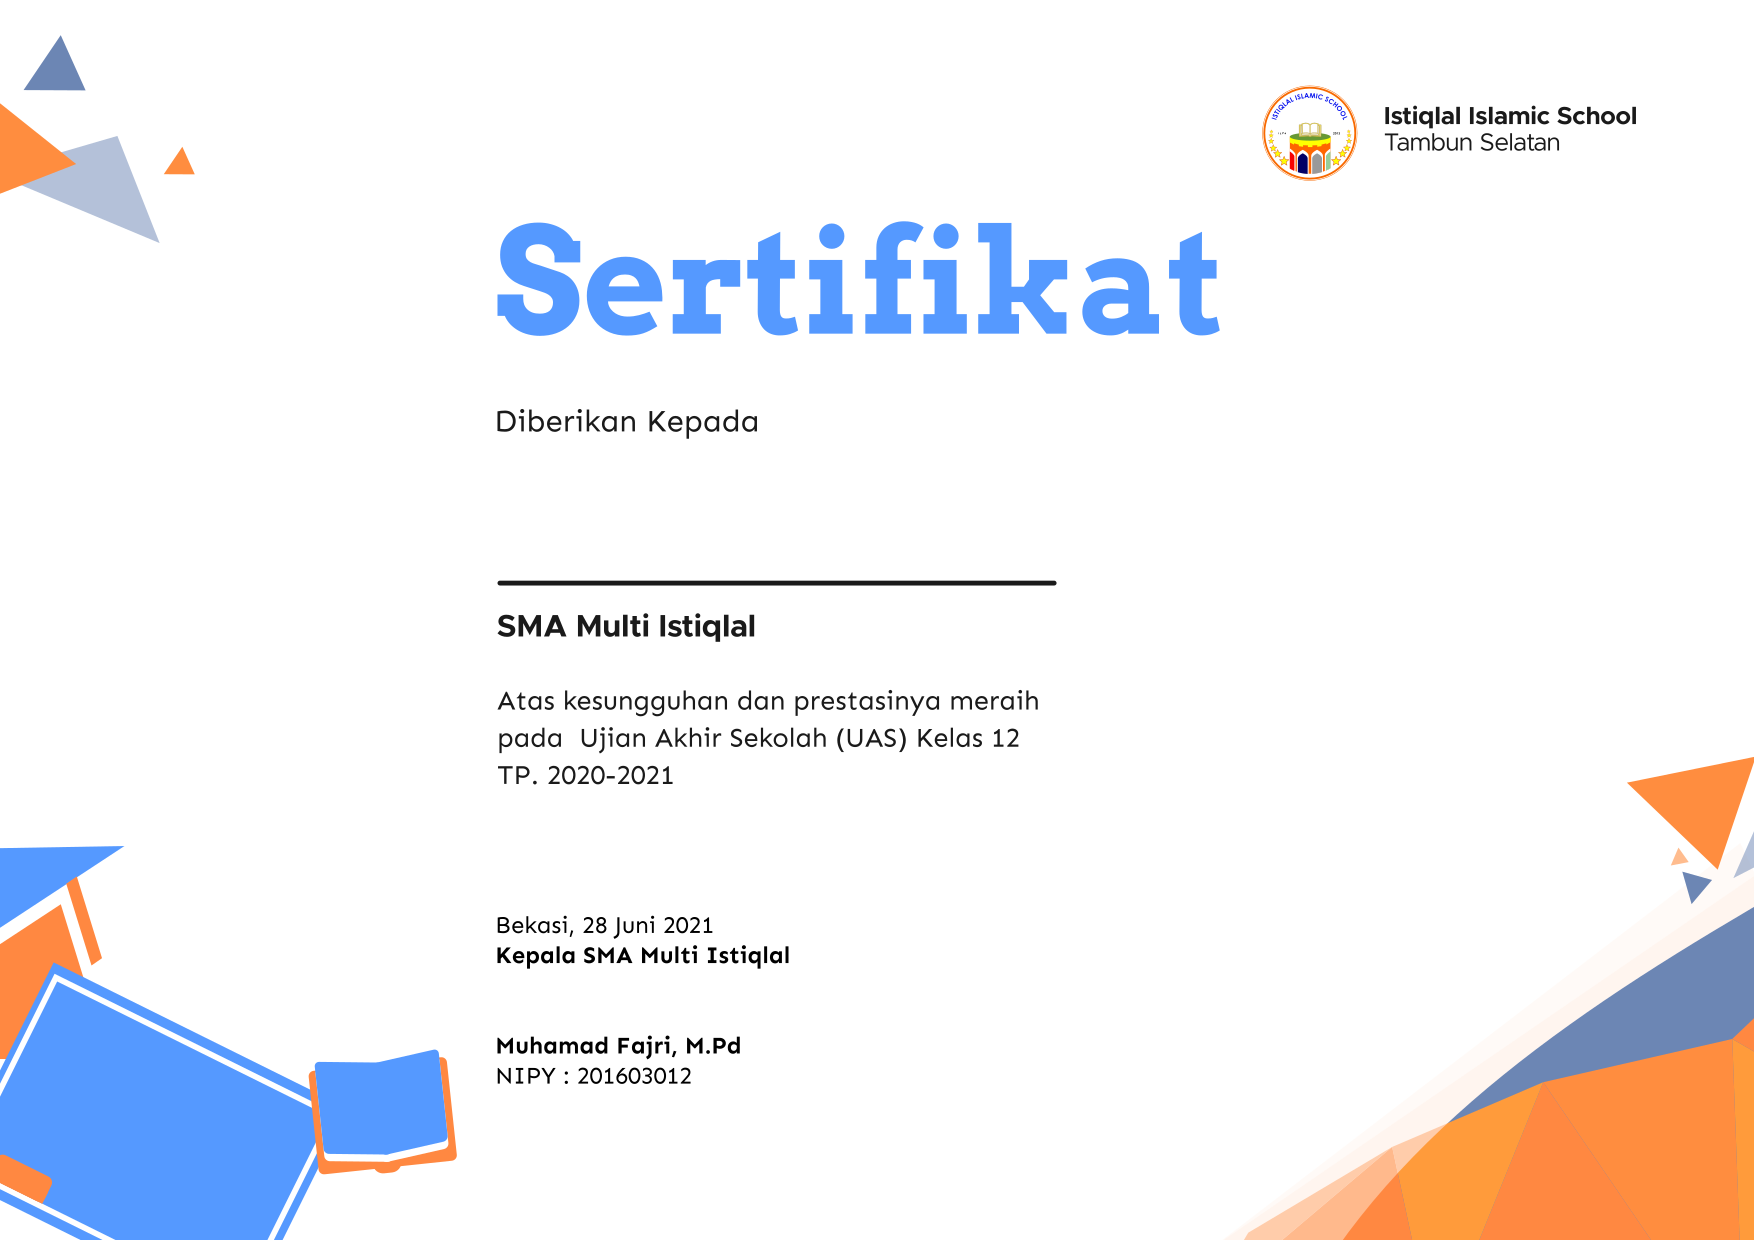 ISTIQLAL ISLAMIC SCHOOL
Istiqlal Islamic School
Tambun Selatan
Sertifikat
Diberikan Kepada
SMA Multi Istiqlal
Atas kesungguhan dan prestasinya meraih
pada  Ujian Akhir Sekolah (UAS) Kelas 12
TP. 2020-2021
Bekasi, 28 Juni 2021
Kepala SMA Multi Istiqlal
Muhamad Fajri, M.Pd
NIPY : 201603012